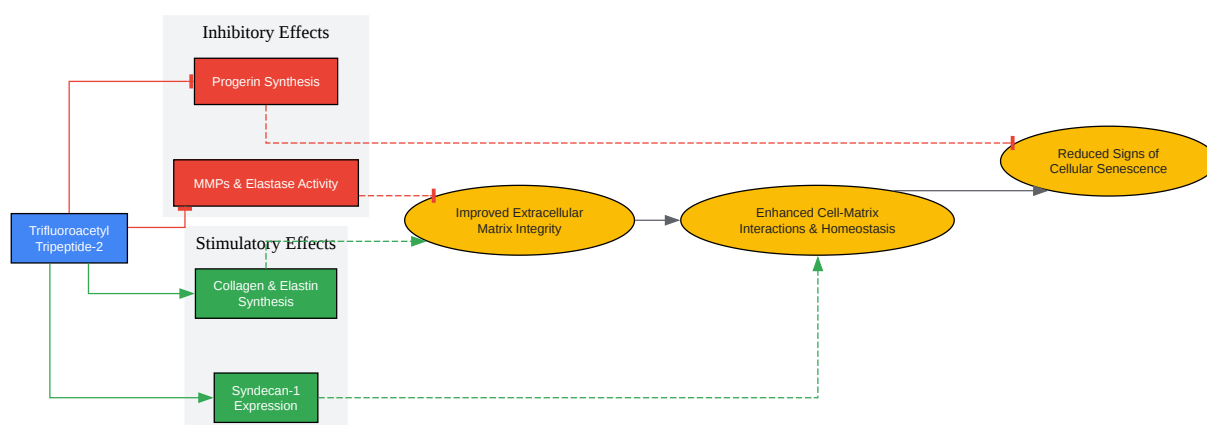 Inhibitory Effects
Progerin Synthesis
MMPs & Elastase Activity
Trifluoroacetyl
Tripeptide-2
Stimulatory Effects
Collagen & Elastin
Synthesis
Syndecan-1
Expression
Improved Extracellular
Matrix Integrity
Enhanced Cell-Matrix
Interactions & Homeostasis
Reduced Signs of
Cellular Senescence